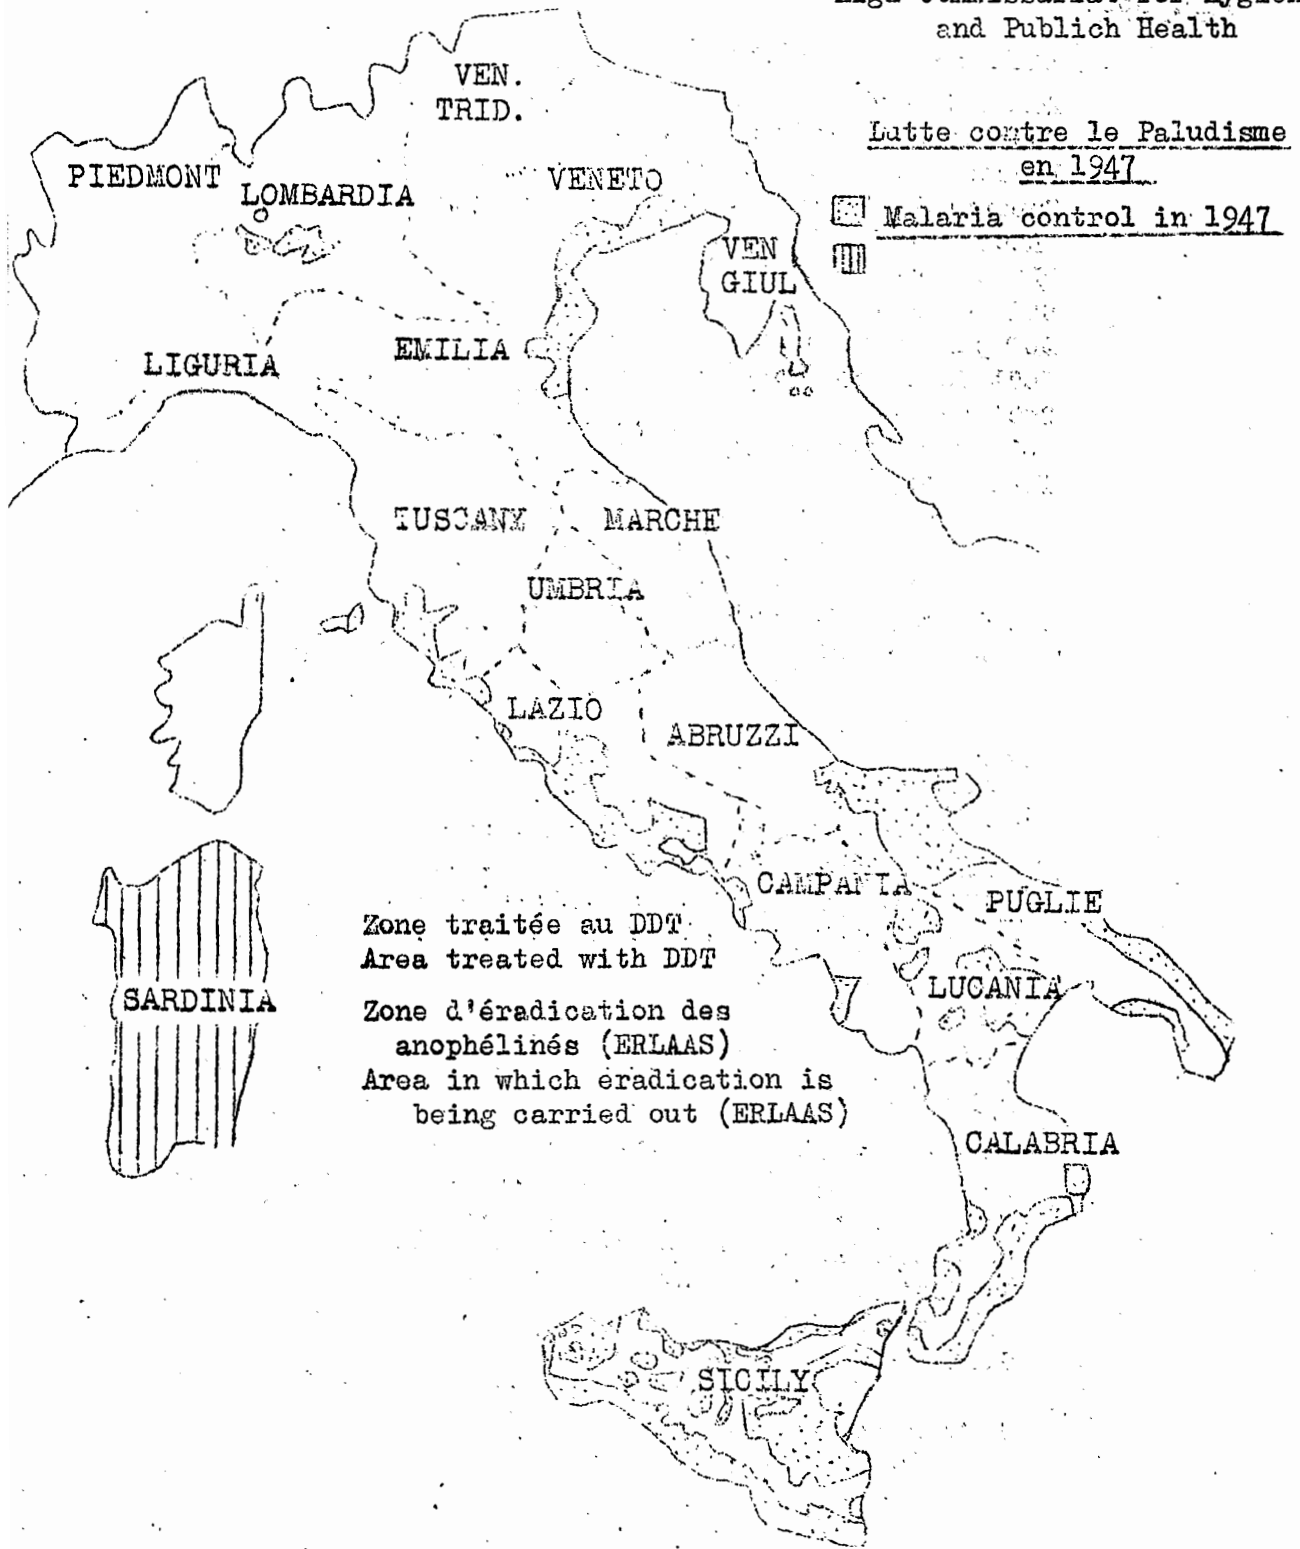 and Publich Health
Lutte contre le Paludisme
en 1947
Malaria control in 1947
VEN.
TRID.
PIEDMONT
LOMBARDIA
VENETO
VEN
GIUL
LIGURIA
EMILIA
TUSCANY
MARCHE
UMBRIA
LAZIO
ABRUZZI
CAMPANIA
PUGLIE
LUCANIA
SARDINIA
Zone traitée au DDT
Area treated with DDT
Zone d'éradication des
anophélinés (ERLAAS)
Area in which eradication is
being carried out (ERLAAS)
CALABRIA
SICILY